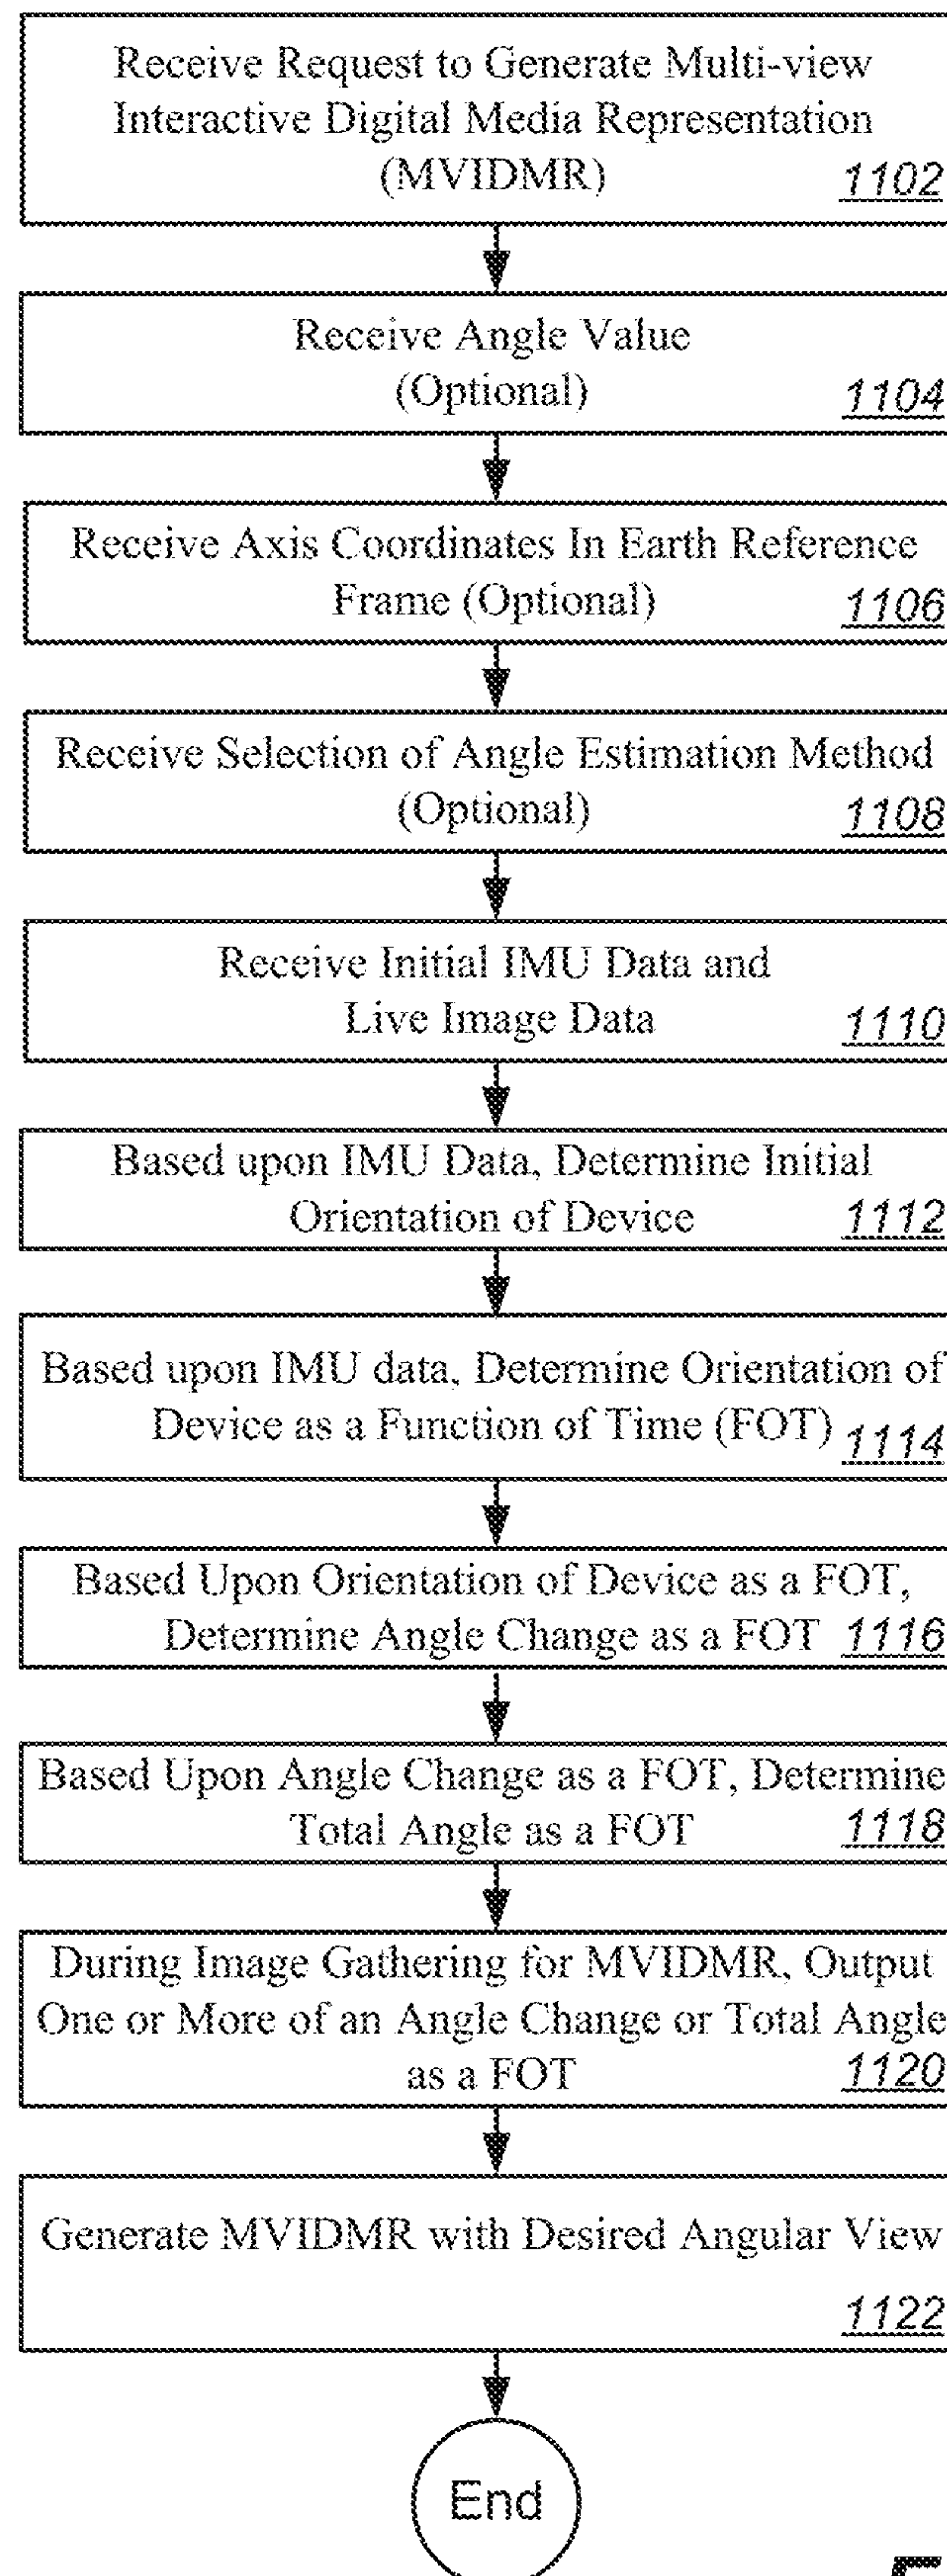 Receive Request to Generate Multi-view
Interactive Digital Media Representation
(MVIDMR)
1102
Receive Angle Value
(Optional)
1104
Receive Axis Coordinates In Earth Reference
Frame (Optional)
1106
Receive Selection of Angle Estimation Method
(Optional)
1108
Receive Initial IMU Data and
Live Image Data
1110
Based upon IMU Data, Determine Initial
Orientation of Device
1112
Based upon IMU data, Determine Orientation of
Device as a Function of Time (FOT)
1114
Based Upon Orientation of Device as a FOT,
Determine Angle Change as a FOT
1116
Based Upon Angle Change as a FOT, Determine
Total Angle as a FOT
1118
During Image Gathering for MVIDMR, Output
One or More of an Angle Change or Total Angle
as a FOT
1120
Generate MVIDMR with Desired Angular View
1122
End